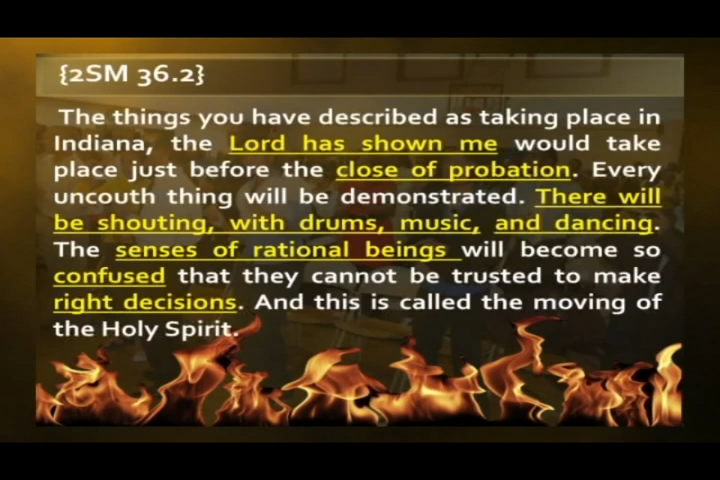 {2SM 36.2}
The things you have described as taking place in
Indiana, the Lord has shown me would take
place just before the close of probation. Every
uncouth thing will be demonstrated. There will
be shouting, with drums, music, and dancing.
The senses of rational beings will become so
confused that they cannot be trusted to make
right decisions. And this is called the moving of
the Holy Spirit.